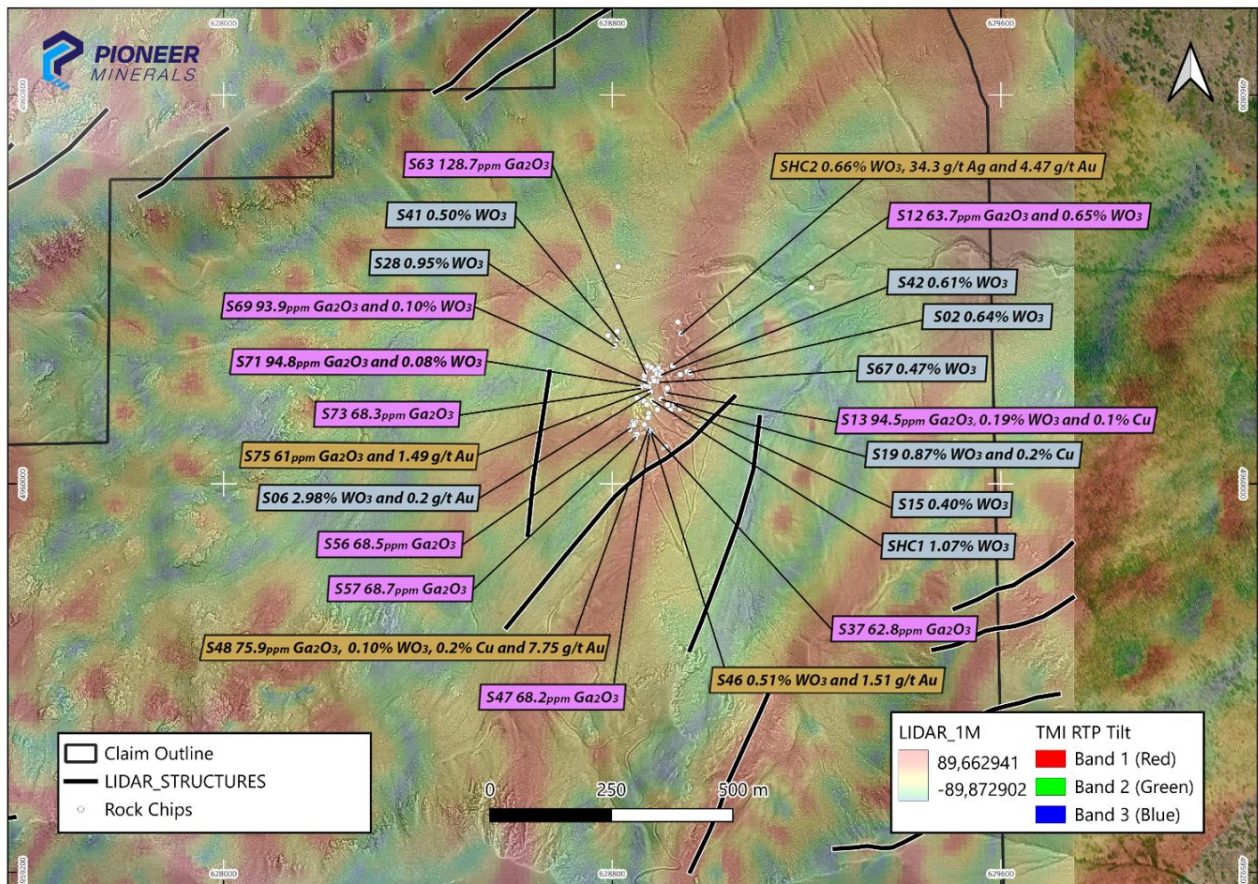 628000
628800
629600
PIONEER
MINERALS
4960800
4960800
S63 128.7ppm Ga2O3
SHC2 0.66% WO3, 34.3 g/t Ag and 4.47 g/t Au
S41 0.50% WO3
S12 63.7ppm Ga2O3 and 0.65% WO3
S28 0.95% WO3
S42 0.61% WO3
S69 93.9ppm Ga2O3 and 0.10% WO3
S02 0.64% WO3
S71 94.8ppm Ga2O3 and 0.08% WO3
S67 0.47% WO3
S73 68.3ppm Ga2O3
S13 94.5ppm Ga2O3, 0.19% WO3 and 0.1% Cu
S75 61ppm Ga2O3 and 1.49 g/t Au
S19 0.87% WO3 and 0.2% Cu
4960000
4960000
S06 2.98% WO3 and 0.2 g/t Au
S15 0.40% WO3
S56 68.5ppm Ga2O3
SHC1 1.07% WO3
S57 68.7ppm Ga2O3
S37 62.8ppm Ga2O3
S48 75.9ppm Ga2O3, 0.10% WO3, 0.2% Cu and 7.75 g/t Au
S46 0.51% WO3 and 1.51 g/t Au
S47 68.2ppm Ga2O3
Claim Outline
LIDAR_STRUCTURES
Rock Chips
0 250 500 m
LIDAR_1M
89,662941
-89,872902
TMI RTP Tilt
Band 1 (Red)
Band 2 (Green)
Band 3 (Blue)
4959200
4959200
628000
628800
629600